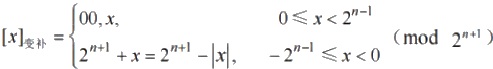 [x]变补 = { 00, x, 0 ≤ x < 2^{n-1}
2^{n+1} + x = 2^{n+1} - |x|, -2^{n-1} ≤ x < 0 (mod 2^{n+1})